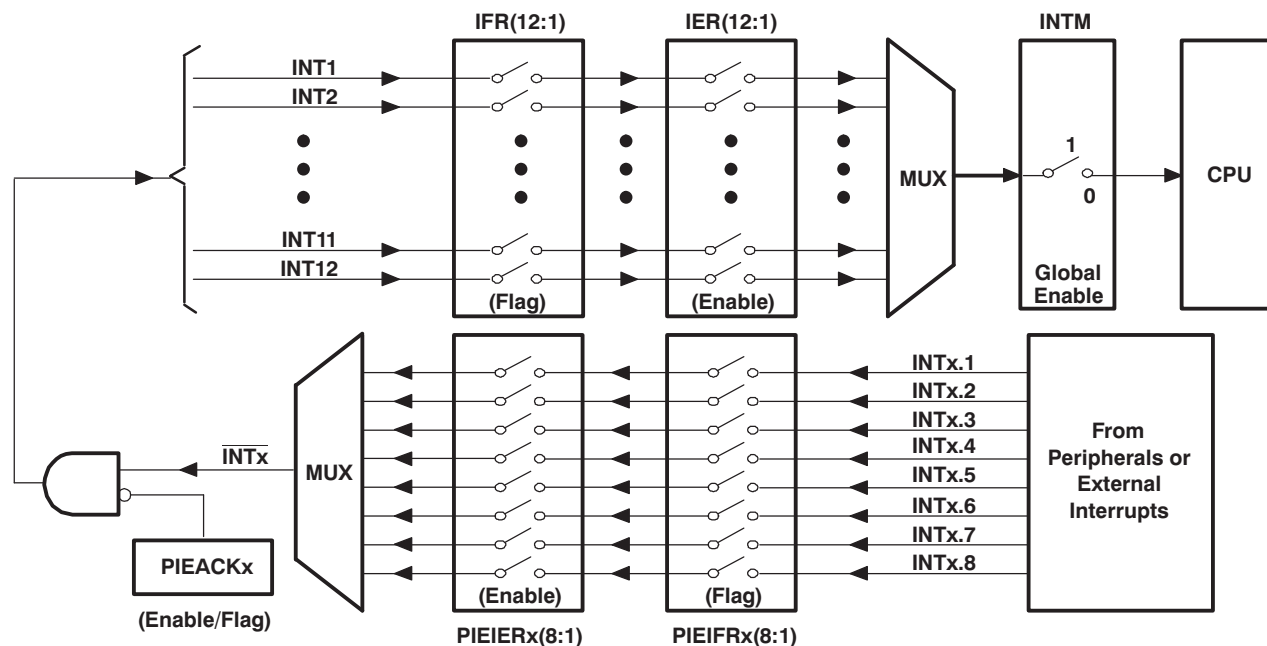 IFR(12:1)
IER(12:1)
INTM
INT1
INT2
1
MUX
CPU
0
INT11
INT12
Global
Enable
(Flag)
(Enable)
INTx.1
INTx.2
INTx.3
INTx.4
INTx.5
INTx.6
INTx.7
INTx.8
From
Peripherals or
External
Interrupts
INTx
MUX
PIEACKx
(Enable/Flag)
(Enable)
(Flag)
PIEIERx(8:1)
PIEIFRx(8:1)